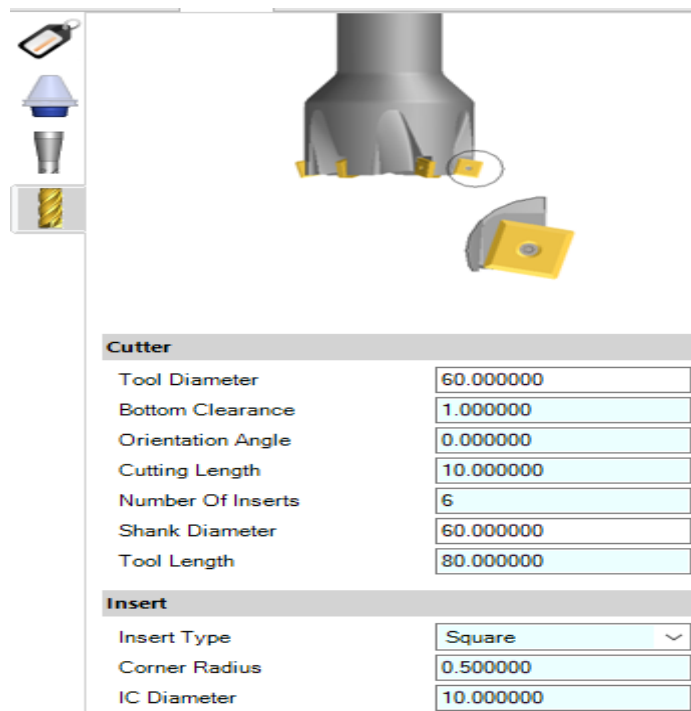 Cutter
Tool Diameter 60.000000
Bottom Clearance 1.000000
Orientation Angle 0.000000
Cutting Length 10.000000
Number Of Inserts 6
Shank Diameter 60.000000
Tool Length 80.000000
Insert
Insert Type Square
Corner Radius 0.500000
IC Diameter 10.000000